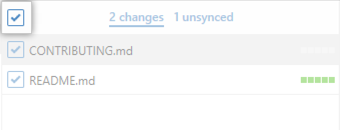 2 changes 1 unsynced
CONTRIBUTING.md
README.md